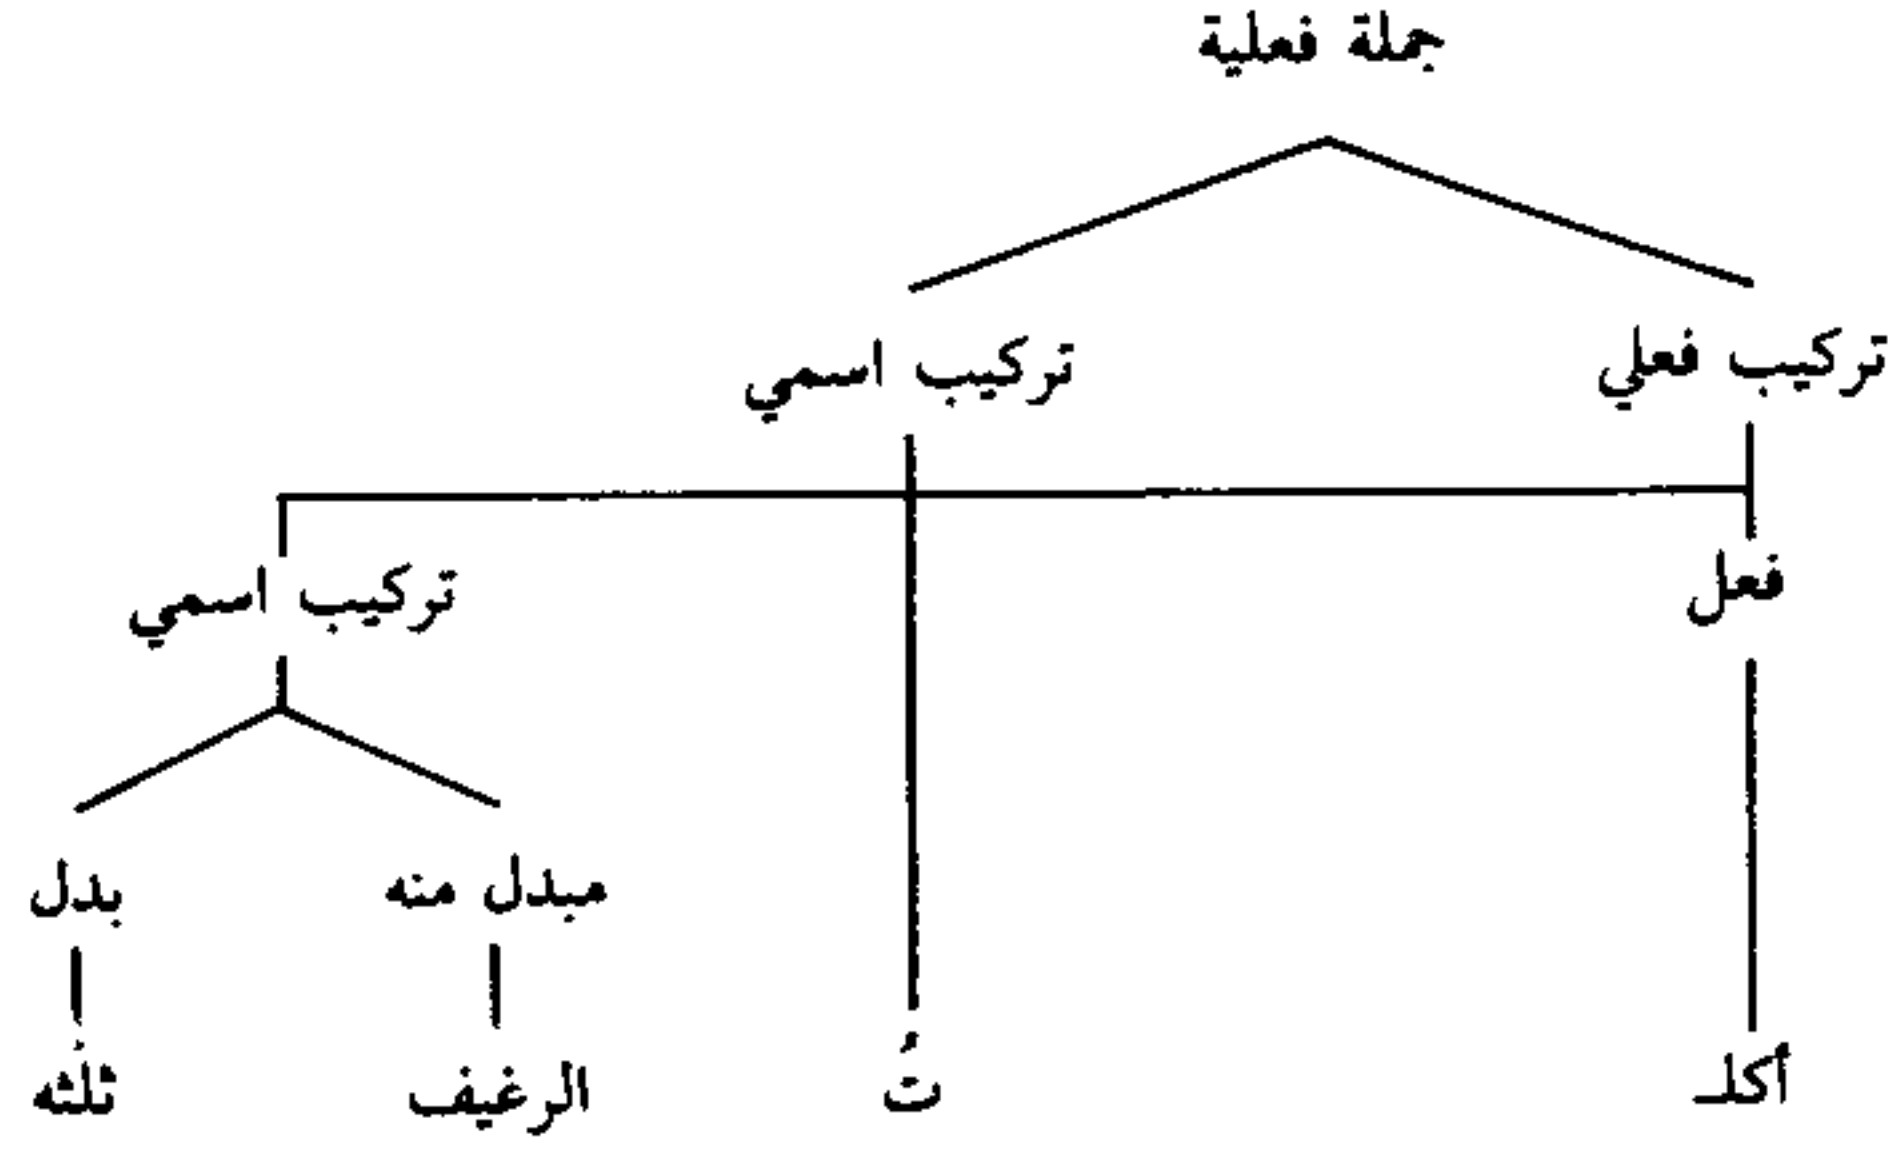 جملة فعلية
تركيب فعلي تركيب اسمي
فعل تركيب اسمي
مبدل منه بدل
أكلـ تُ الرغيف ثلثه